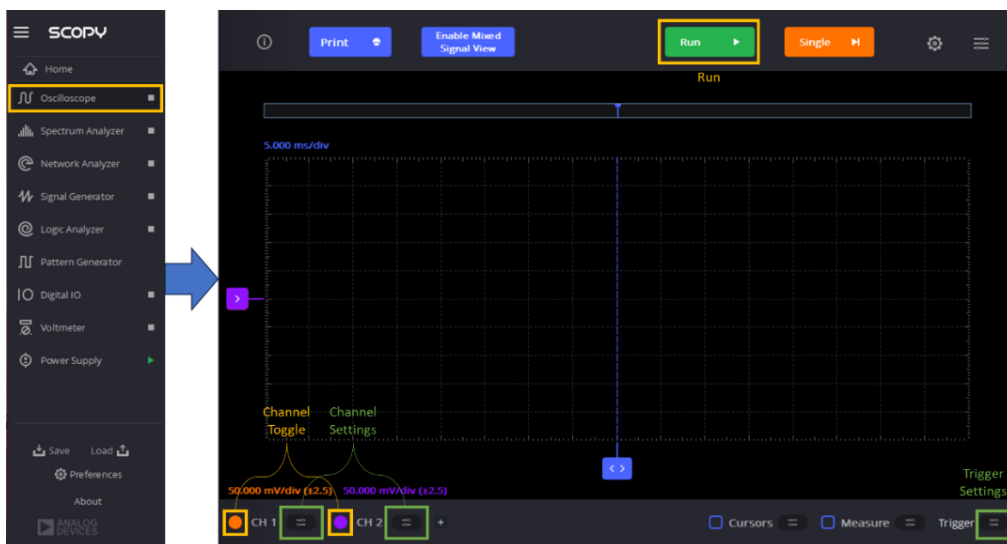 SCOPY
Home
Oscilloscope
Spectrum Analyzer
Network Analyzer
Signal Generator
Logic Analyzer
Pattern Generator
Digital IO
Voltmeter
Power Supply
Save Load
Preferences
About
ANALOG
DEVICES
Print
Enable Mixed
Signal View
Run
Single
Run
5.000 ms/div
Channel
Toggle
Channel
Settings
Trigger
Settings
50.000 mV/div (±2.5) 50.000 mV/div (±2.5)
CH 1 CH 2 + Cursors Measure Trigger